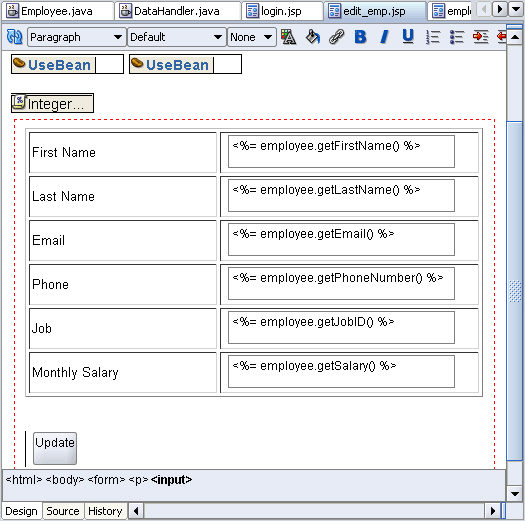 Employee.java DataHandler.java login.jsp edit_emp.jsp emplo
Paragraph Default None B I U
UseBean UseBean
Integer...
First Name <%= employee.getFirstName() %>
Last Name <%= employee.getLastName() %>
Email <%= employee.getEmail() %>
Phone <%= employee.getPhoneNumber() %>
Job <%= employee.getJobID() %>
Monthly Salary <%= employee.getSalary() %>
Update
<html> <body> <form> <p> <input>
Design Source History